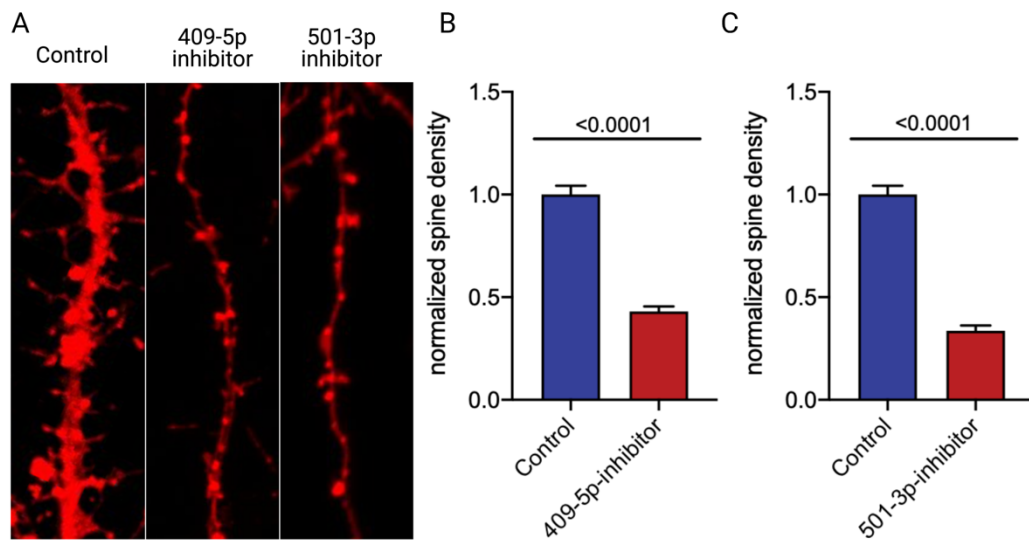 A
Control
409-5p
inhibitor
501-3p
inhibitor
B
normalized spine density
1.5
1.0
0.5
0.0
<0.0001
Control
409-5p-inhibitor
C
normalized spine density
1.5
1.0
0.5
0.0
<0.0001
Control
501-3p-inhibitor